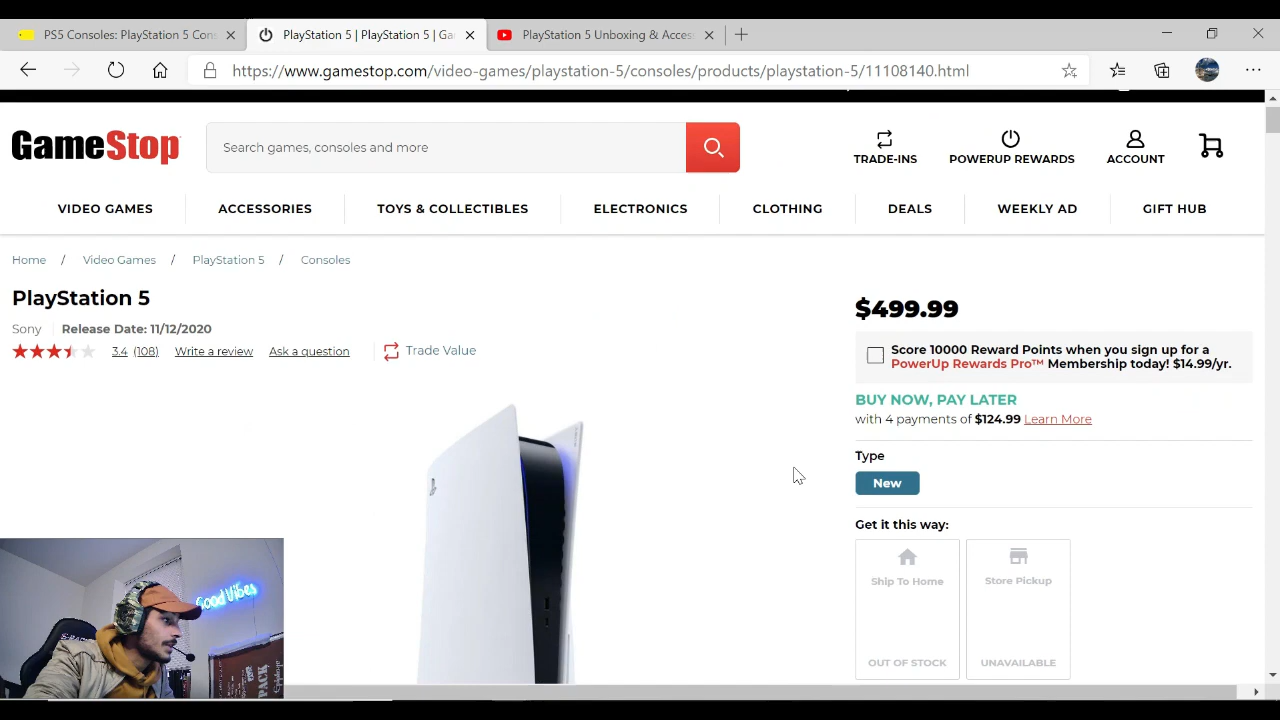 PS5 Consoles: PlayStation 5 Cons
PlayStation 5 | PlayStation 5 | Ga
PlayStation 5 Unboxing & Access
https://www.gamestop.com/video-games/playstation-5/consoles/products/playstation-5/11108140.html
GameStop
Search games, consoles and more
TRADE-INS
POWERUP REWARDS
ACCOUNT
VIDEO GAMES
ACCESSORIES
TOYS & COLLECTIBLES
ELECTRONICS
CLOTHING
DEALS
WEEKLY AD
GIFT HUB
Home / Video Games / PlayStation 5 / Consoles
PlayStation 5
Sony Release Date: 11/12/2020
3.4 (108) Write a review Ask a question Trade Value
$499.99
Score 10000 Reward Points when you sign up for a
PowerUp Rewards Pro™ Membership today! $14.99/yr.
BUY NOW, PAY LATER
with 4 payments of $124.99 Learn More
Type
New
Get it this way:
Ship To Home
OUT OF STOCK
Store Pickup
UNAVAILABLE
Good Vibes